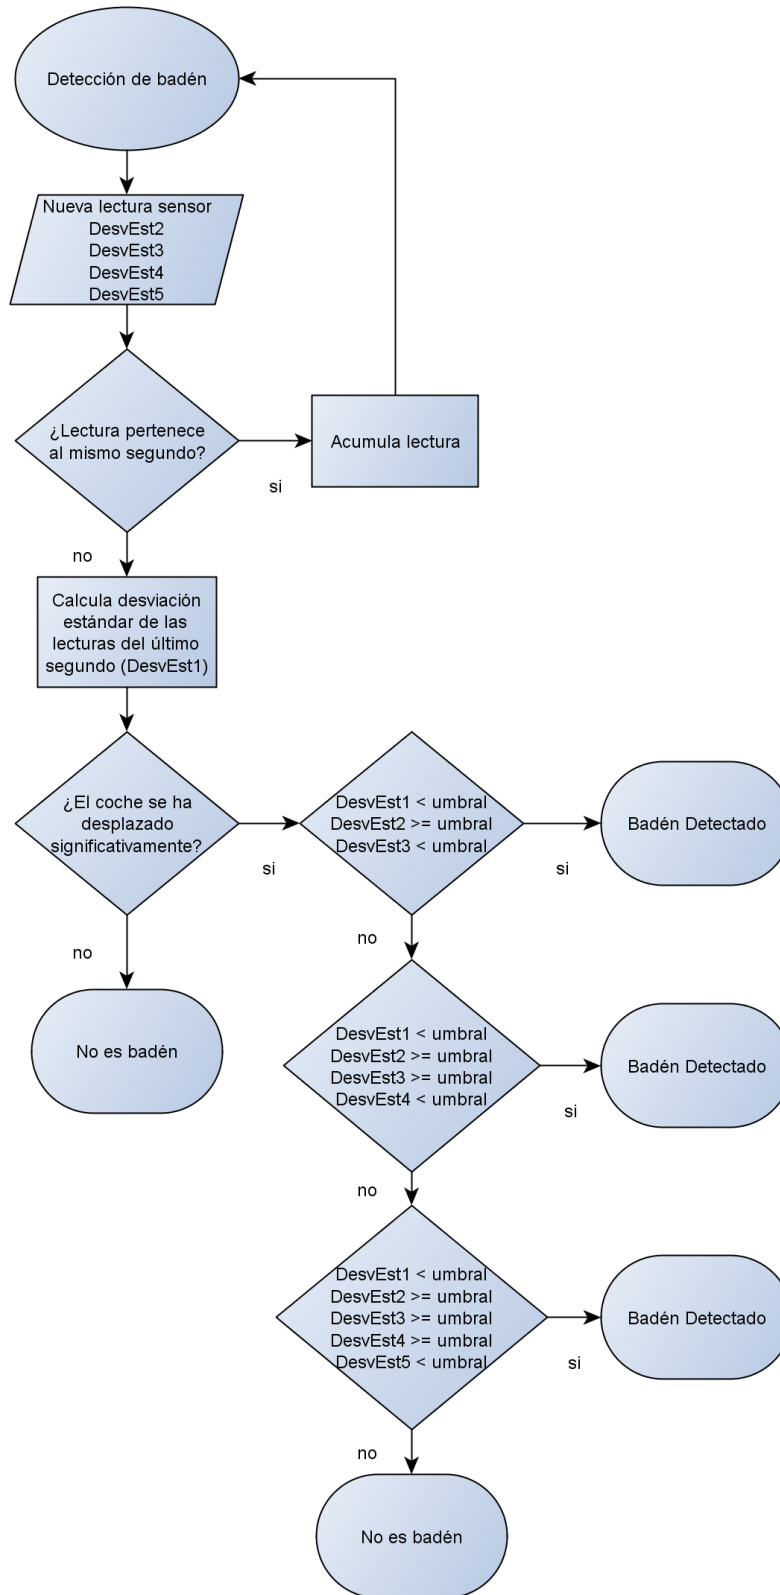 Detección de badén
Nueva lectura sensor
DesvEst2
DesvEst3
DesvEst4
DesvEst5
¿Lectura pertenece
al mismo segundo?
si
Acumula lectura
no
Calcula desviación
estándar de las
lecturas del último
segundo (DesvEst1)
¿El coche se ha
desplazado
significativamente?
si
DesvEst1 < umbral
DesvEst2 >= umbral
DesvEst3 < umbral
si
Badén Detectado
no
No es badén
no
DesvEst1 < umbral
DesvEst2 >= umbral
DesvEst3 >= umbral
DesvEst4 < umbral
si
Badén Detectado
no
DesvEst1 < umbral
DesvEst2 >= umbral
DesvEst3 >= umbral
DesvEst4 >= umbral
DesvEst5 < umbral
si
Badén Detectado
no
No es badén